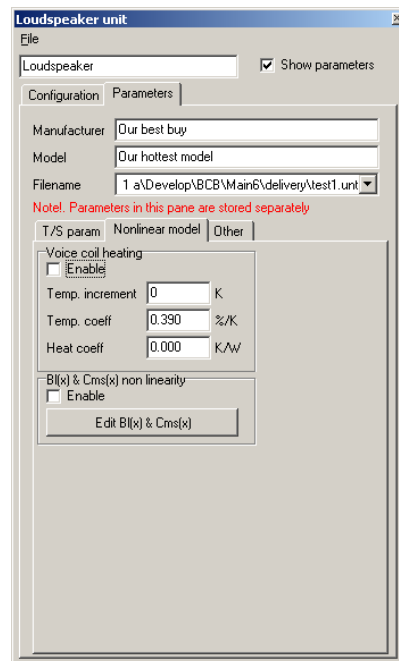 Loudspeaker unit
File
Loudspeaker Show parameters
Configuration Parameters
Manufacturer Our best buy
Model Our hottest model
Filename 1 a\Develop\BCB\Main6\delivery\test1.unt
Note!. Parameters in this pane are stored separately
T/S param Nonlinear model Other
Voice coil heating
Enable
Temp. increment 0 K
Temp. coeff 0.390 %/K
Heat coeff 0.000 K/W
Bl(x) & Cms(x) non linearity
Enable
Edit Bl(x) & Cms(x)